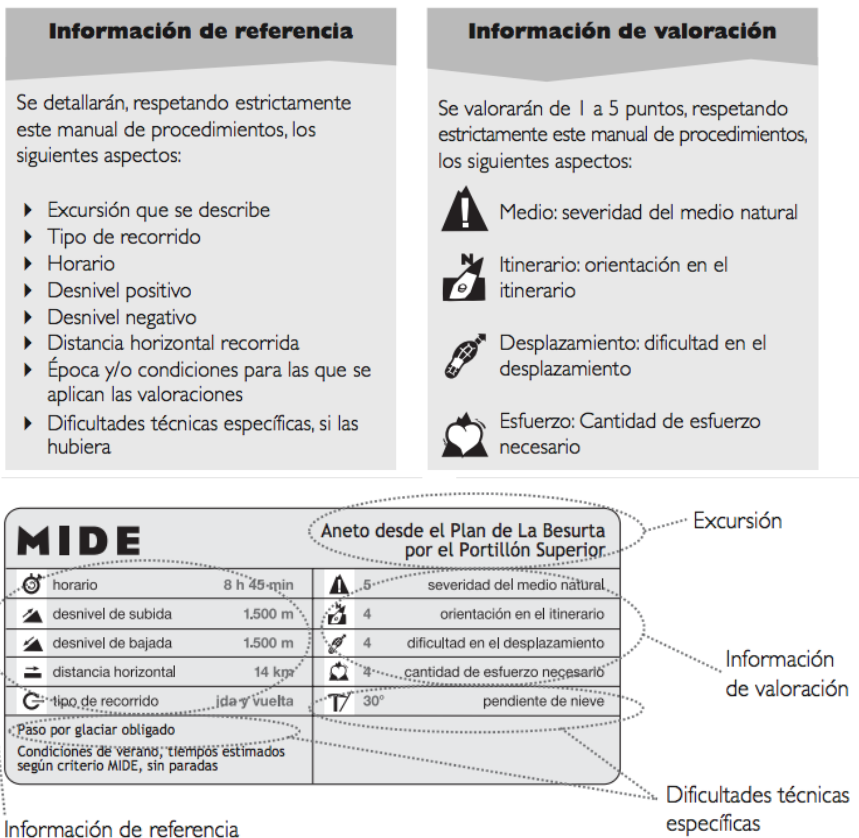 Información de referencia
Se detallarán, respetando estrictamente
este manual de procedimientos, los
siguientes aspectos:
Excursión que se describe
Tipo de recorrido
Horario
Desnivel positivo
Desnivel negativo
Distancia horizontal recorrida
Época y/o condiciones para las que se
aplican las valoraciones
Dificultades técnicas específicas, si las
hubiera
Información de valoración
Se valorarán de 1 a 5 puntos, respetando
estrictamente este manual de procedimientos,
los siguientes aspectos:
Medio: severidad del medio natural
N
Itinerario: orientación en el
itinerario
Desplazamiento: dificultad en el
desplazamiento
Esfuerzo: Cantidad de esfuerzo
necesario
MIDE
Aneto desde el Plan de La Besurta
por el Portillón Superior
Excursión
horario 8 h 45 min
desnivel de subida 1.500 m
desnivel de bajada 1.500 m
distancia horizontal 14 km
tipo de recorrido ida y vuelta
Paso por glaciar obligado
Condiciones de verano, tiempos estimados
según criterio MIDE, sin paradas
5 severidad del medio natural
4 orientación en el itinerario
4 dificultad en el desplazamiento
4 cantidad de esfuerzo necesario
30° pendiente de nieve
Información
de valoración
Dificultades técnicas
específicas
Información de referencia